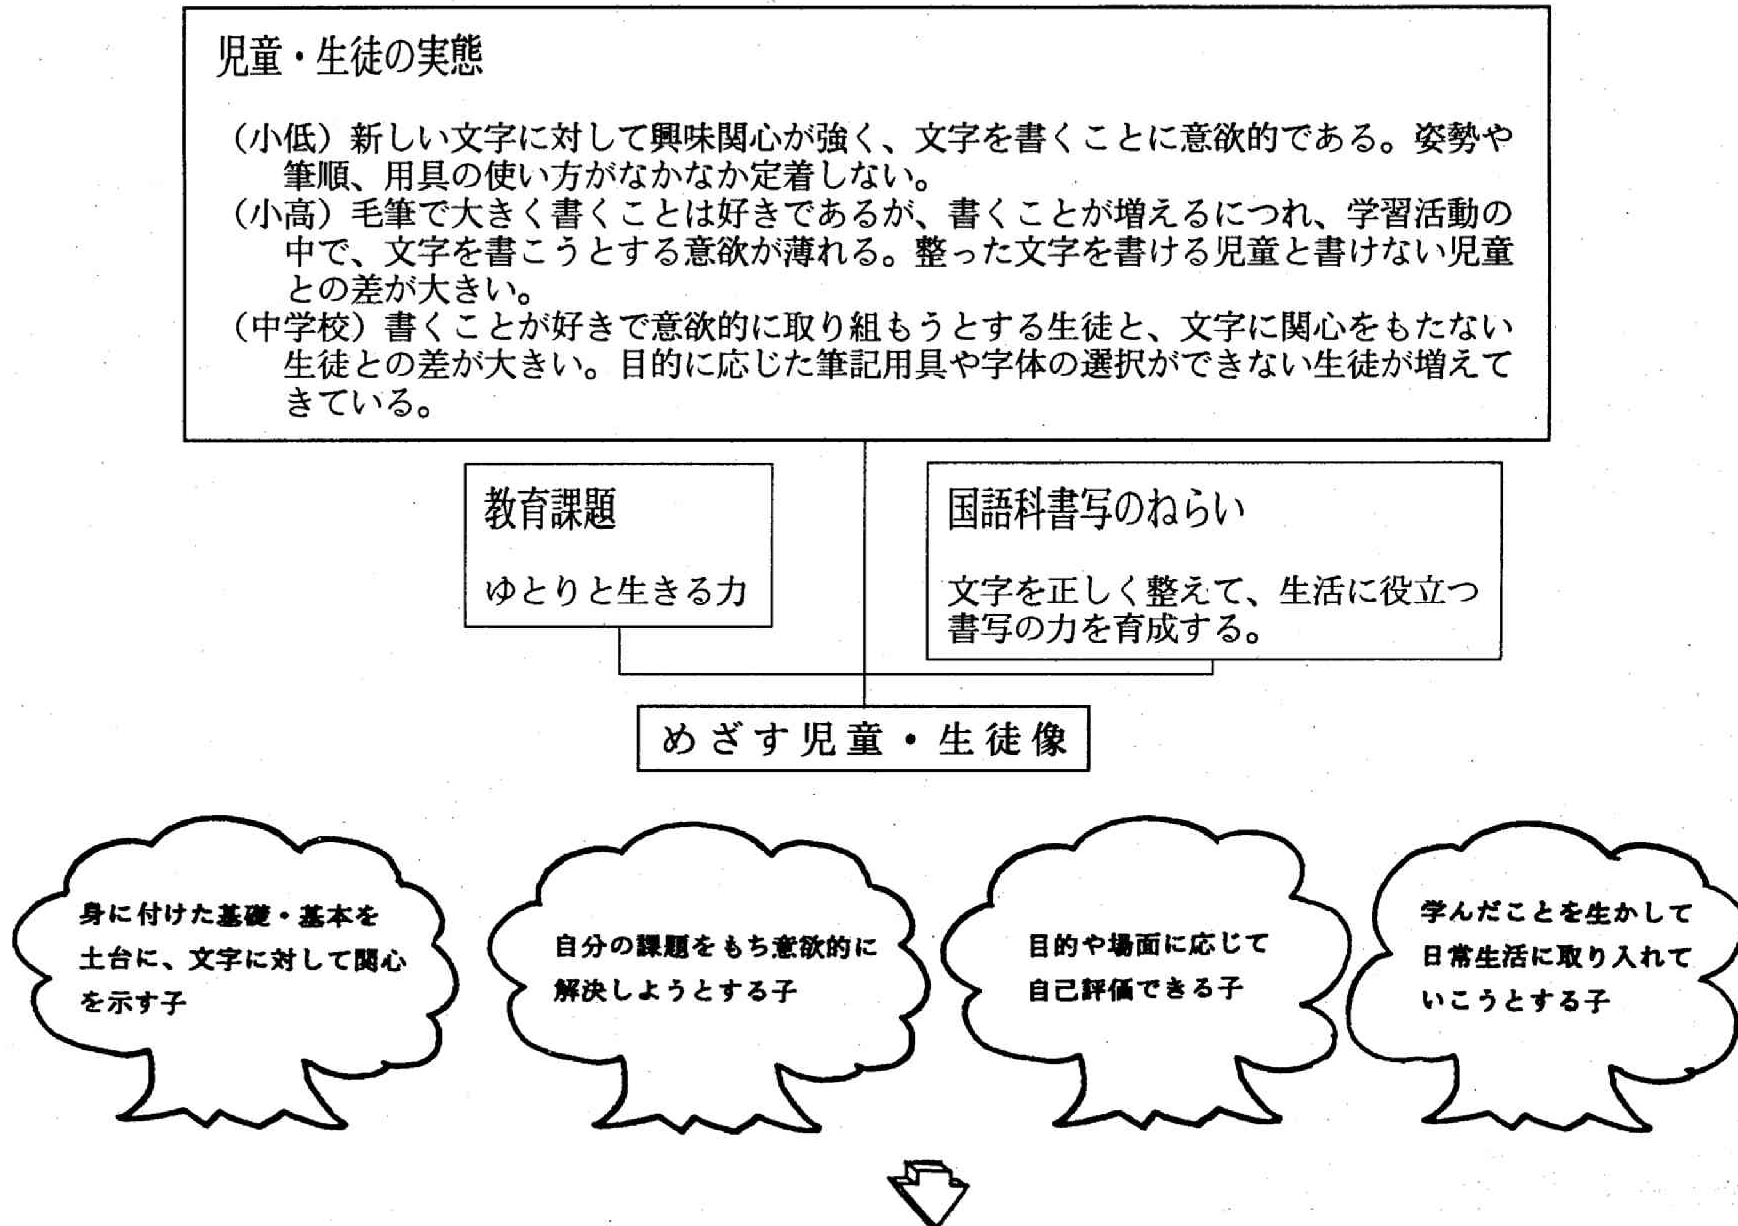 児童・生徒の実態
（小低）新しい文字に対して興味関心が強く、文字を書くことに意欲的である。姿勢や
筆順、用具の使い方がなかなか定着しない。
（小高）毛筆で大きく書くことは好きであるが、書くことが増えるにつれ、学習活動の
中で、文字を書こうとする意欲が薄れる。整った文字を書ける児童と書けない児童
との差が大きい。
（中学校）書くことが好きで意欲的に取り組もうとする生徒と、文字に関心をもたない
生徒との差が大きい。目的に応じた筆記用具や字体の選択ができない生徒が増えて
きている。
教育課題
ゆとりと生きる力
国語科書写のねらい
文字を正しく整えて、生活に役立つ
書写の力を育成する。
めざす児童・生徒像
身に付けた基礎・基本を
土台に、文字に対して関心
を示す子
自分の課題をもち意欲的に
解決しようとする子
目的や場面に応じて
自己評価できる子
学んだことを生かして
日常生活に取り入れて
いこうとする子